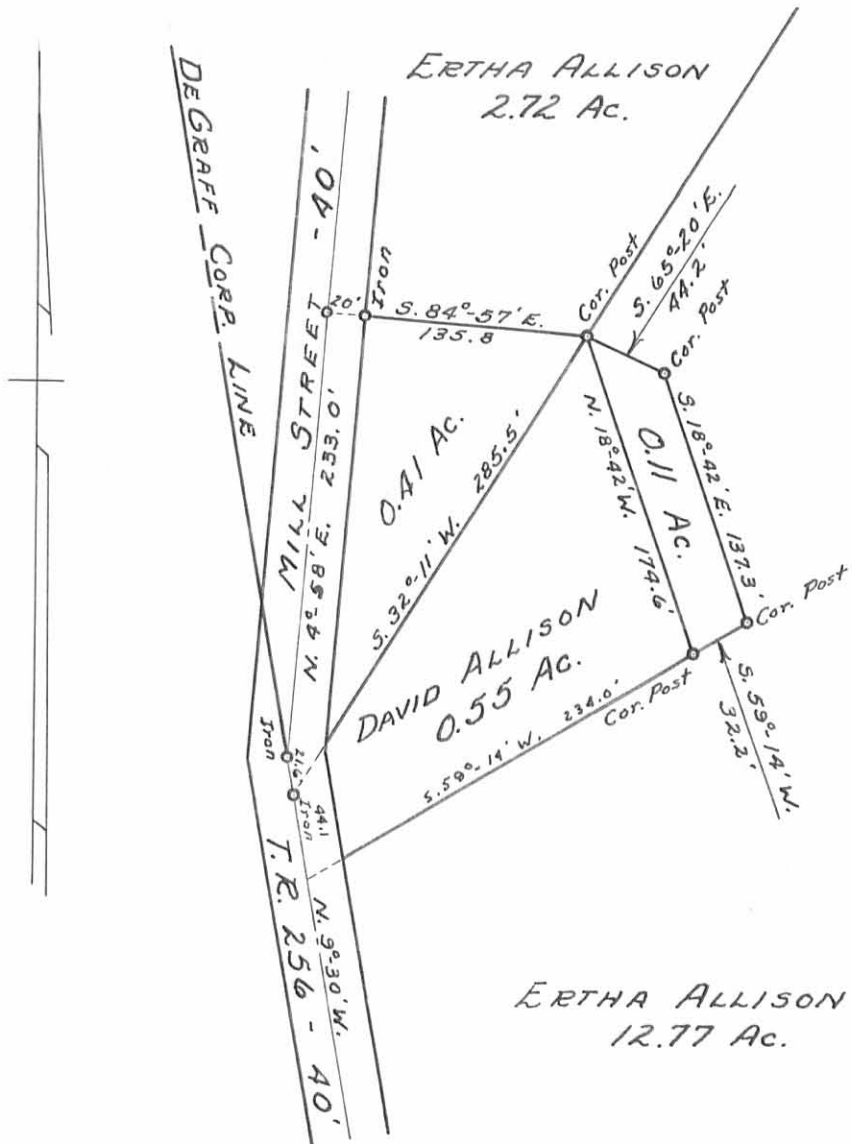 ERTHA ALLISON
2.72 Ac.
DEGRAFF CORP. LINE
MILL STREET - 40'
20'
Iron
S. 84°-57' E.
135.8
Cor. Post
S. 65°-20' E.
44.2'
Cor. Post
N. 4°-58' E. 233.0'
0.41 Ac.
S. 32°-11' W. 285.5'
N. 18°-42' W. 174.6'
0.11 Ac.
S. 18°-42' E. 137.3'
Cor. Post
DAVID ALLISON
0.55 Ac.
Cor. Post
S. 59°-14' W. 234.0'
S. 59°-14' W.
32.2'
Iron
21.6'
Iron
44.1
T.R. 256 - 40'
N. 9°-30' W.
ERTHA ALLISON
12.77 Ac.